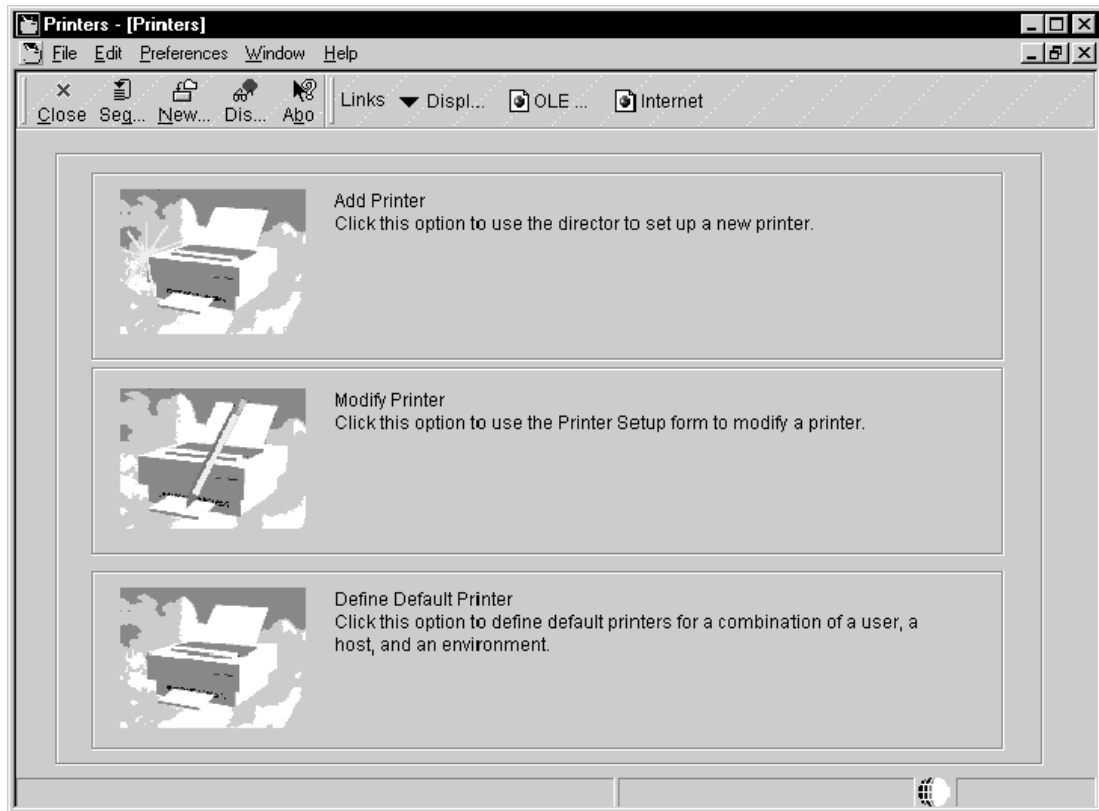 Printers - [Printers]
File Edit Preferences Window Help
Close Seq... New... Dis... Abo Links Displ... OLE ... Internet
Add Printer
Click this option to use the director to set up a new printer.
Modify Printer
Click this option to use the Printer Setup form to modify a printer.
Define Default Printer
Click this option to define default printers for a combination of a user, a
host, and an environment.